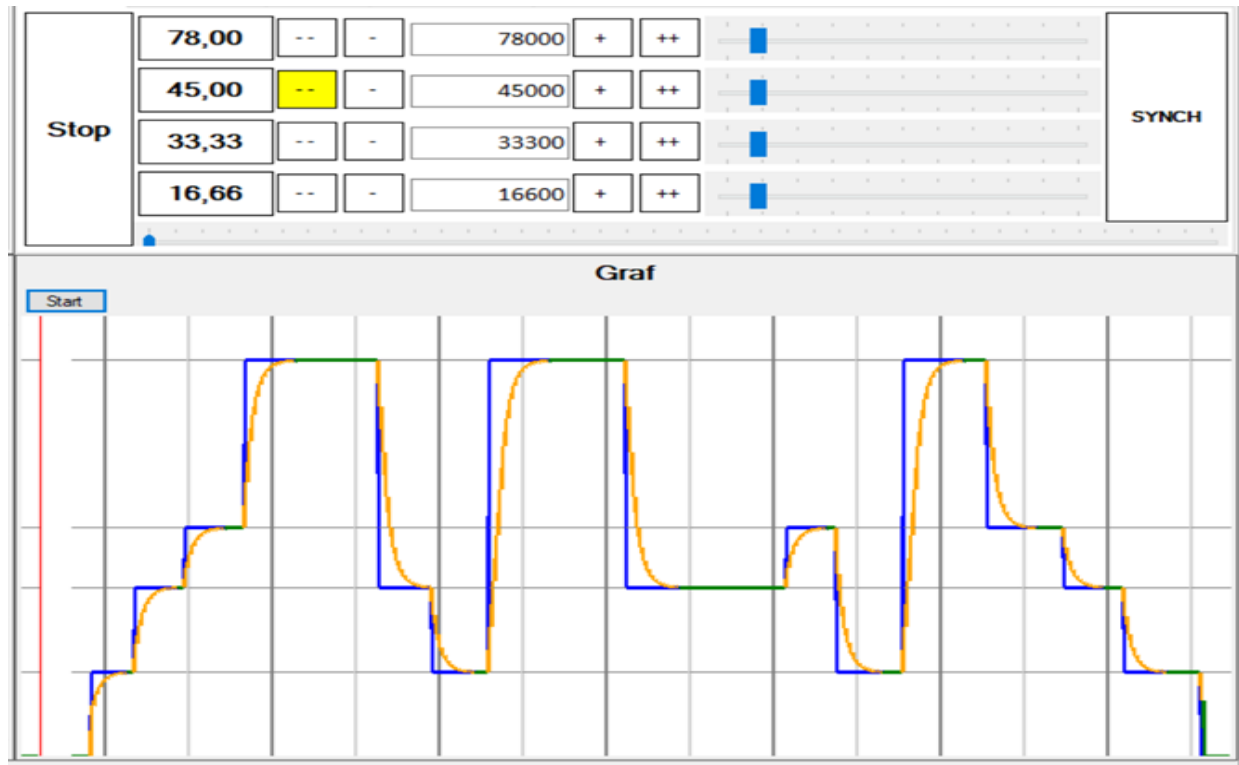 78,00 -- - 78000 + ++
45,00 -- - 45000 + ++
Stop
SYNCH
33,33 -- - 33300 + ++
16,66 -- - 16600 + ++
Graf
Start